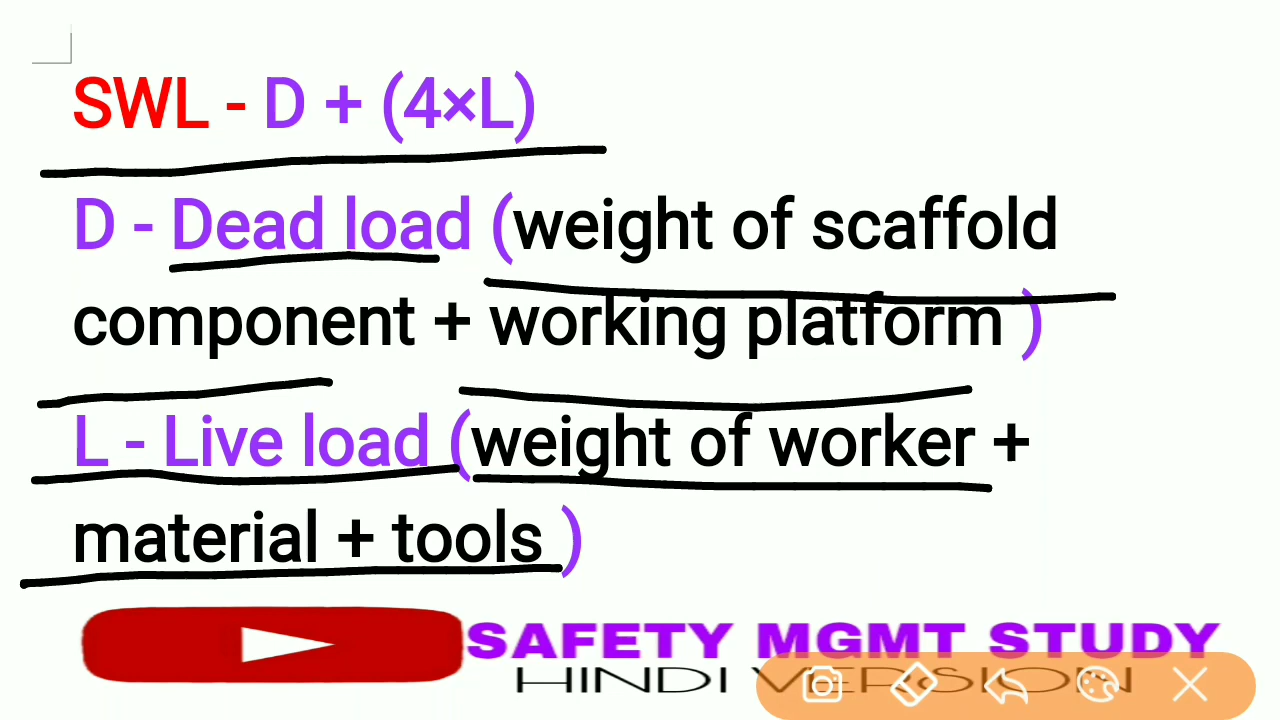 SWL - D + (4×L)
D - Dead load (weight of scaffold
component + working platform )
L - Live load (weight of worker +
material + tools )
SAFETY MGMT STUDY
HINDI VERSION